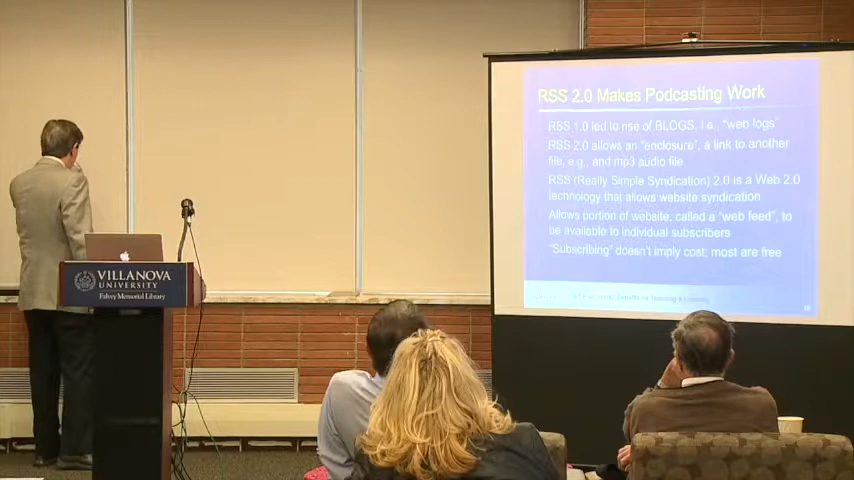 RSS 2.0 Makes Podcasting Work
RSS 1.0 led to rise of BLOGS, i.e., "web logs"
RSS 2.0 allows an "enclosure", a link to another
file, e.g., and mp3 audio file
RSS (Really Simple Syndication) 2.0 is a Web 2.0
technology that allows website syndication
Allows portion of website, called a "web feed", to
be available to individual subscribers
"Subscribing" doesn't imply cost; most are free
VILLANOVA
UNIVERSITY
Falvey Memorial Library